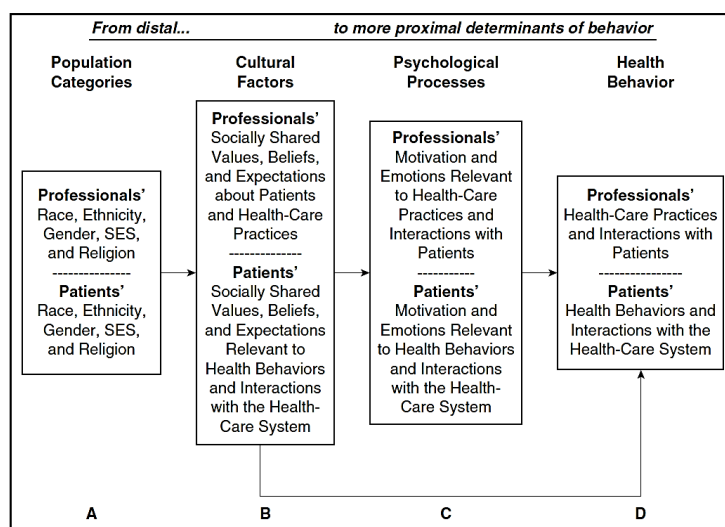 From distal... to more proximal determinants of behavior
Population
Categories
Cultural
Factors
Psychological
Processes
Health
Behavior
Professionals'
Race, Ethnicity,
Gender, SES,
and Religion
Patients'
Race, Ethnicity,
Gender, SES,
and Religion
Professionals'
Socially Shared
Values, Beliefs,
and Expectations
about Patients
and Health-Care
Practices
Patients'
Socially Shared
Values, Beliefs,
and Expectations
Relevant to
Health Behaviors
and Interactions
with the Health-
Care System
Professionals'
Motivation and
Emotions Relevant
to Health-Care
Practices and
Interactions with
Patients
Patients'
Motivation and
Emotions Relevant
to Health Behaviors
and Interactions
with the Health-
Care System
Professionals'
Health-Care Practices
and Interactions with
Patients
Patients'
Health Behaviors and
Interactions with the
Health-Care System
A
B
C
D